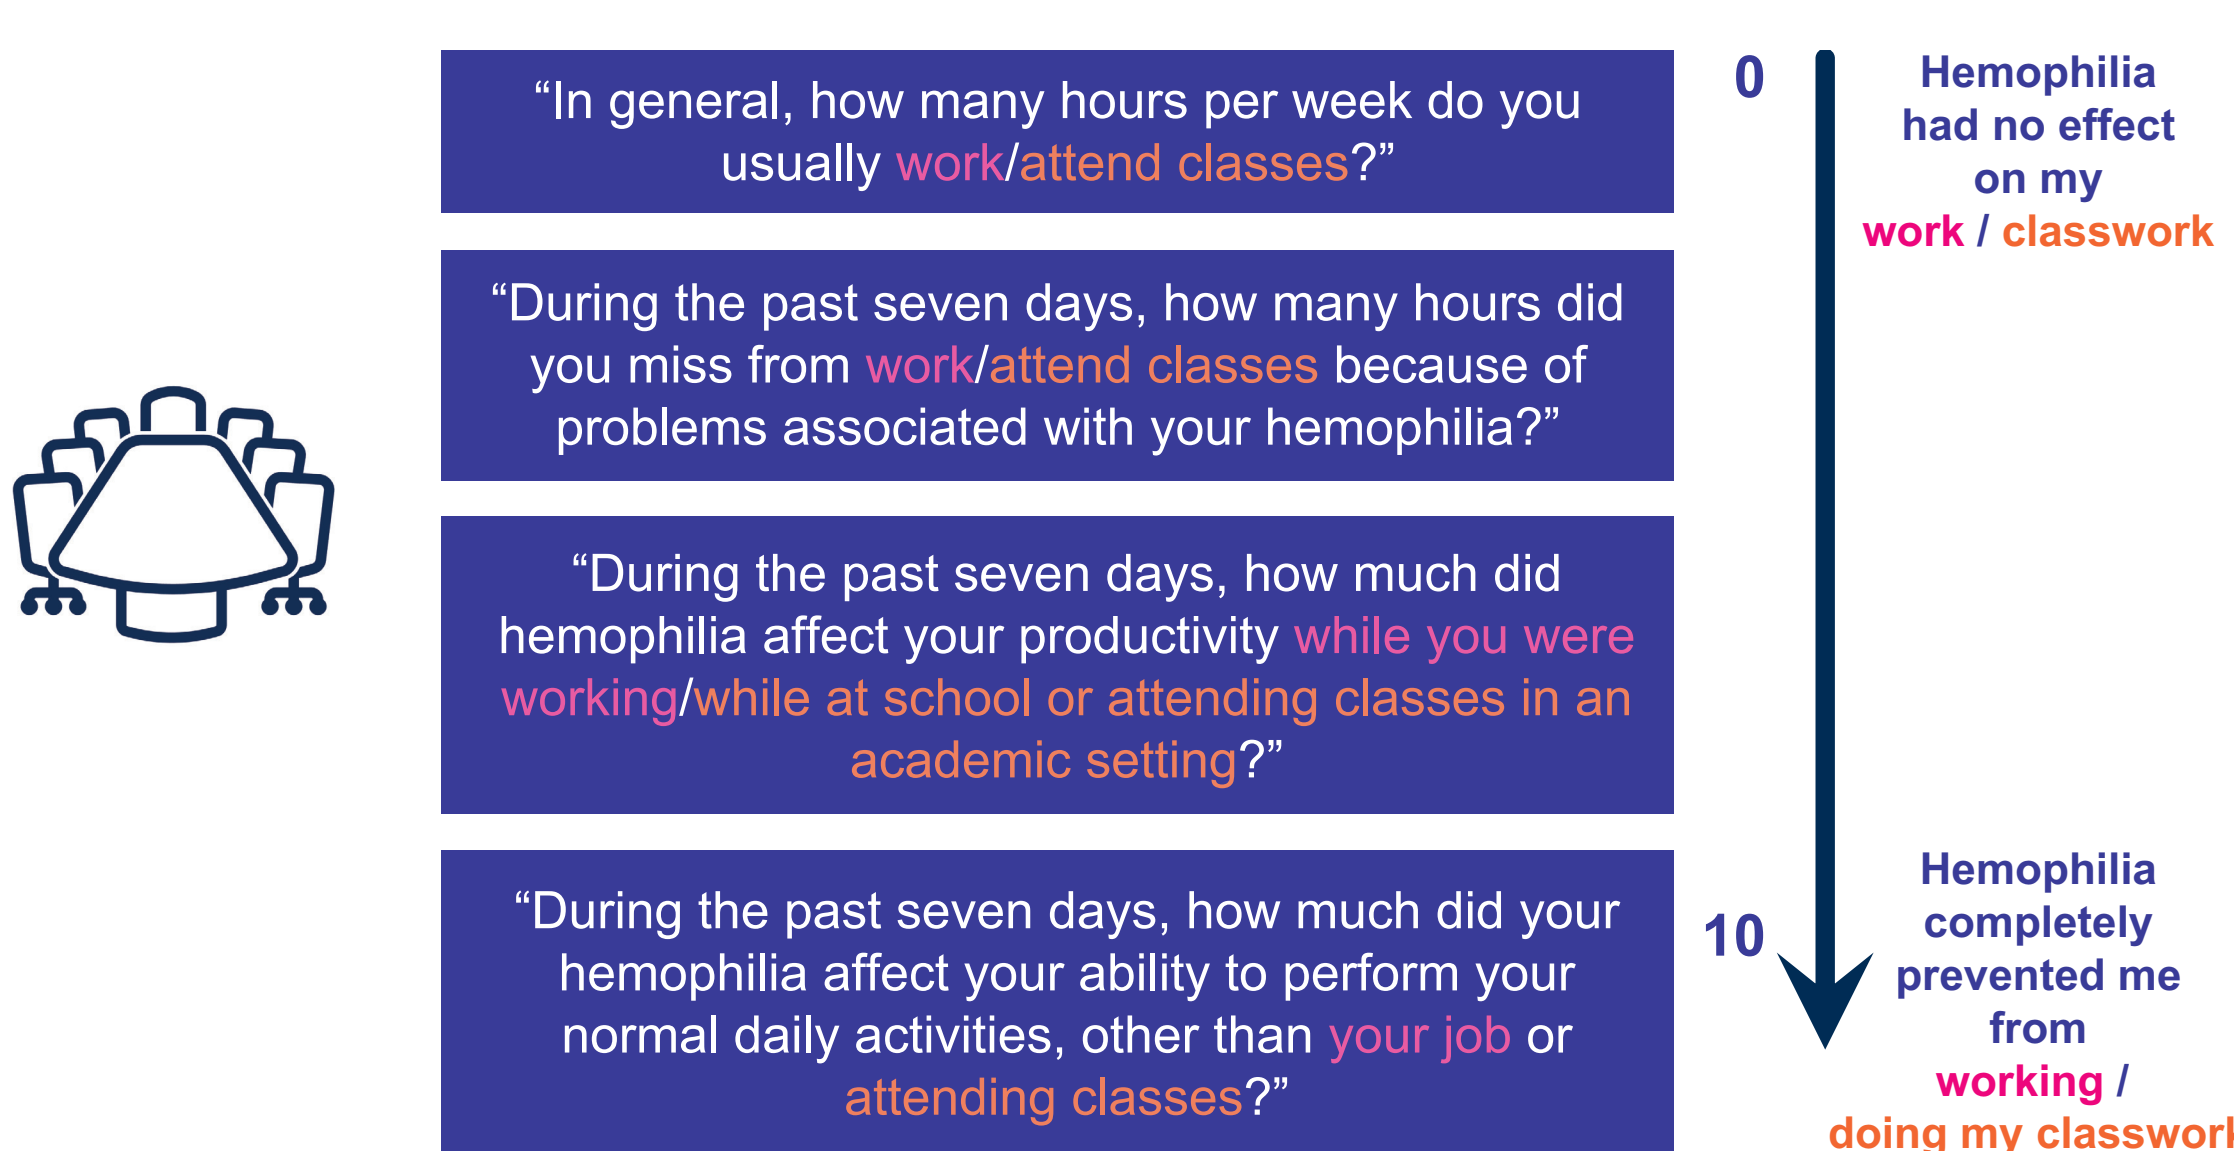 “In general, how many hours per week do you
usually work/attend classes?”
“During the past seven days, how many hours did
you miss from work/attend classes because of
problems associated with your hemophilia?”
“During the past seven days, how much did
hemophilia affect your productivity while you were
working/while at school or attending classes in an
academic setting?”
“During the past seven days, how much did your
hemophilia affect your ability to perform your
normal daily activities, other than your job or
attending classes?”
0
Hemophilia
had no effect
on my
work / classwork
10
Hemophilia
completely
prevented me
from
working /
doing my classwork